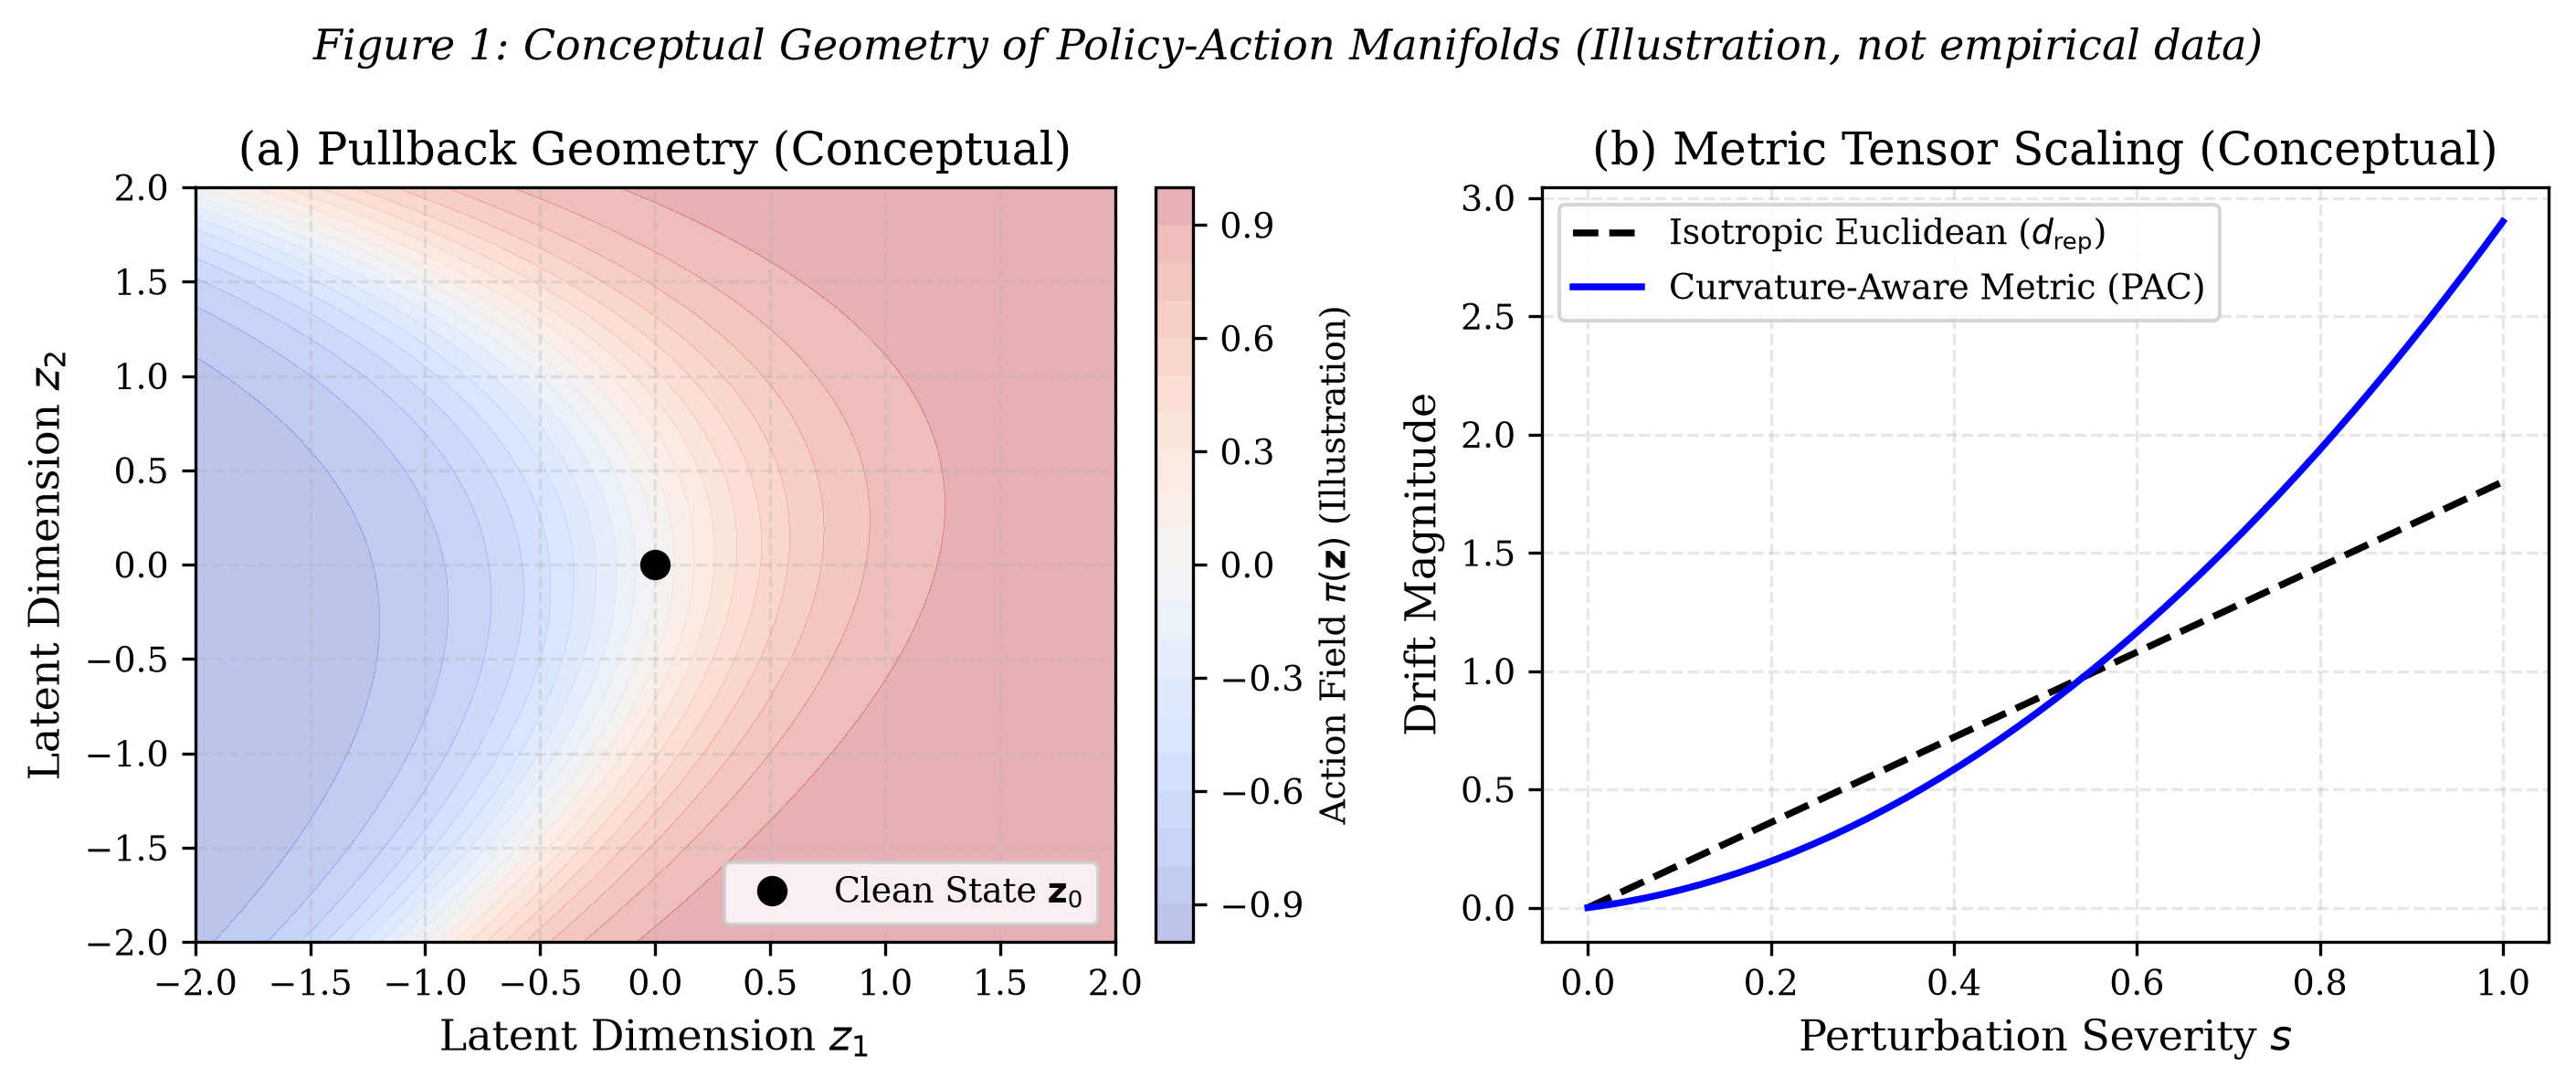 Figure 1: Conceptual Geometry of Policy-Action Manifolds (Illustration, not empirical data)
(a) Pullback Geometry (Conceptual)
2.0
1.5
1.0
0.5
0.0
−0.5
−1.0
−1.5
−2.0
Latent Dimension z₂
−2.0 −1.5 −1.0 −0.5 0.0 0.5 1.0 1.5 2.0
Latent Dimension z₁
Clean State z₀
0.9
0.6
0.3
0.0
−0.3
−0.6
−0.9
Action Field π(z) (Illustration)
(b) Metric Tensor Scaling (Conceptual)
3.0
2.5
2.0
1.5
1.0
0.5
0.0
Drift Magnitude
Isotropic Euclidean (d_rep)
Curvature-Aware Metric (PAC)
0.0 0.2 0.4 0.6 0.8 1.0
Perturbation Severity s